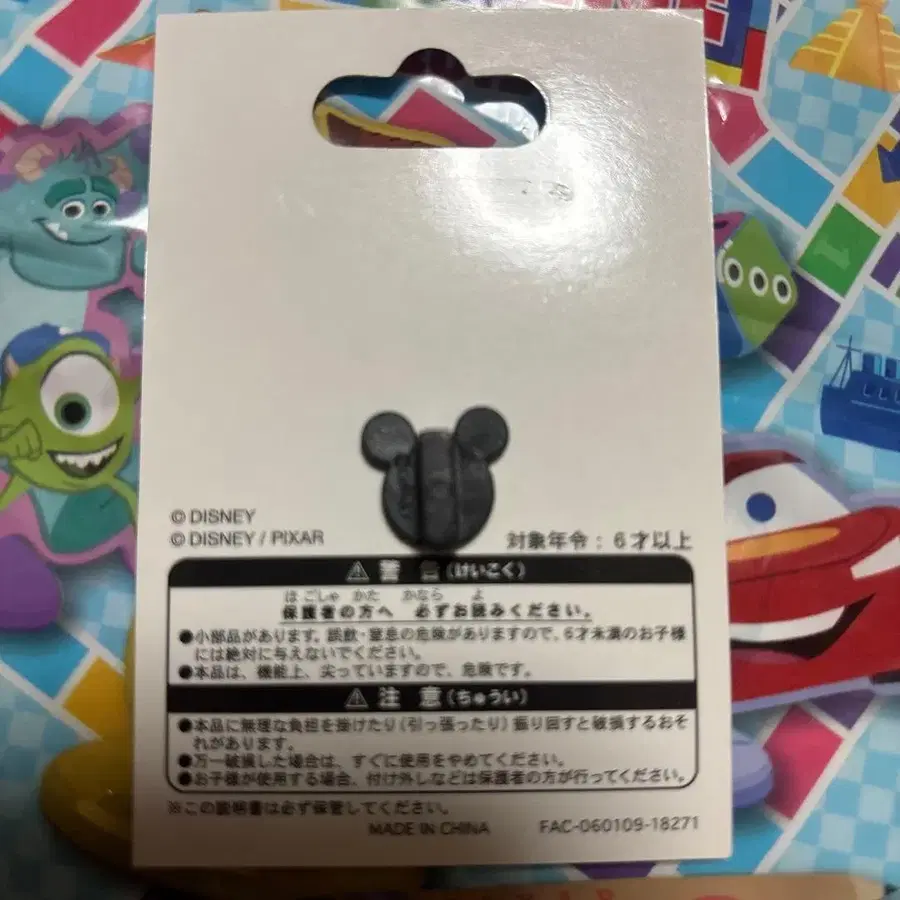 © DISNEY
© DISNEY / PIXAR
対象年令：6才以上
⚠ 警 告（けいこく）
ほごしゃ かた かなら よ
保護者の方へ 必ずお読みください。
●小部品があります。誤飲・窒息の危険がありますので、6才未満のお子様
には絶対に与えないでください。
●本品は、機能上、尖っていますので、危険です。
⚠ 注 意（ちゅうい）
●本品に無理な負担を掛けたり（引っ張ったり）振り回すと破損するおそ
れがあります。
●万一破損した場合は、すぐに使用をやめてください。
●お子様が使用する場合、付け外しなどは保護者の方が行ってください。
※この説明書は必ず保管してください。
MADE IN CHINA
FAC-060109-18271